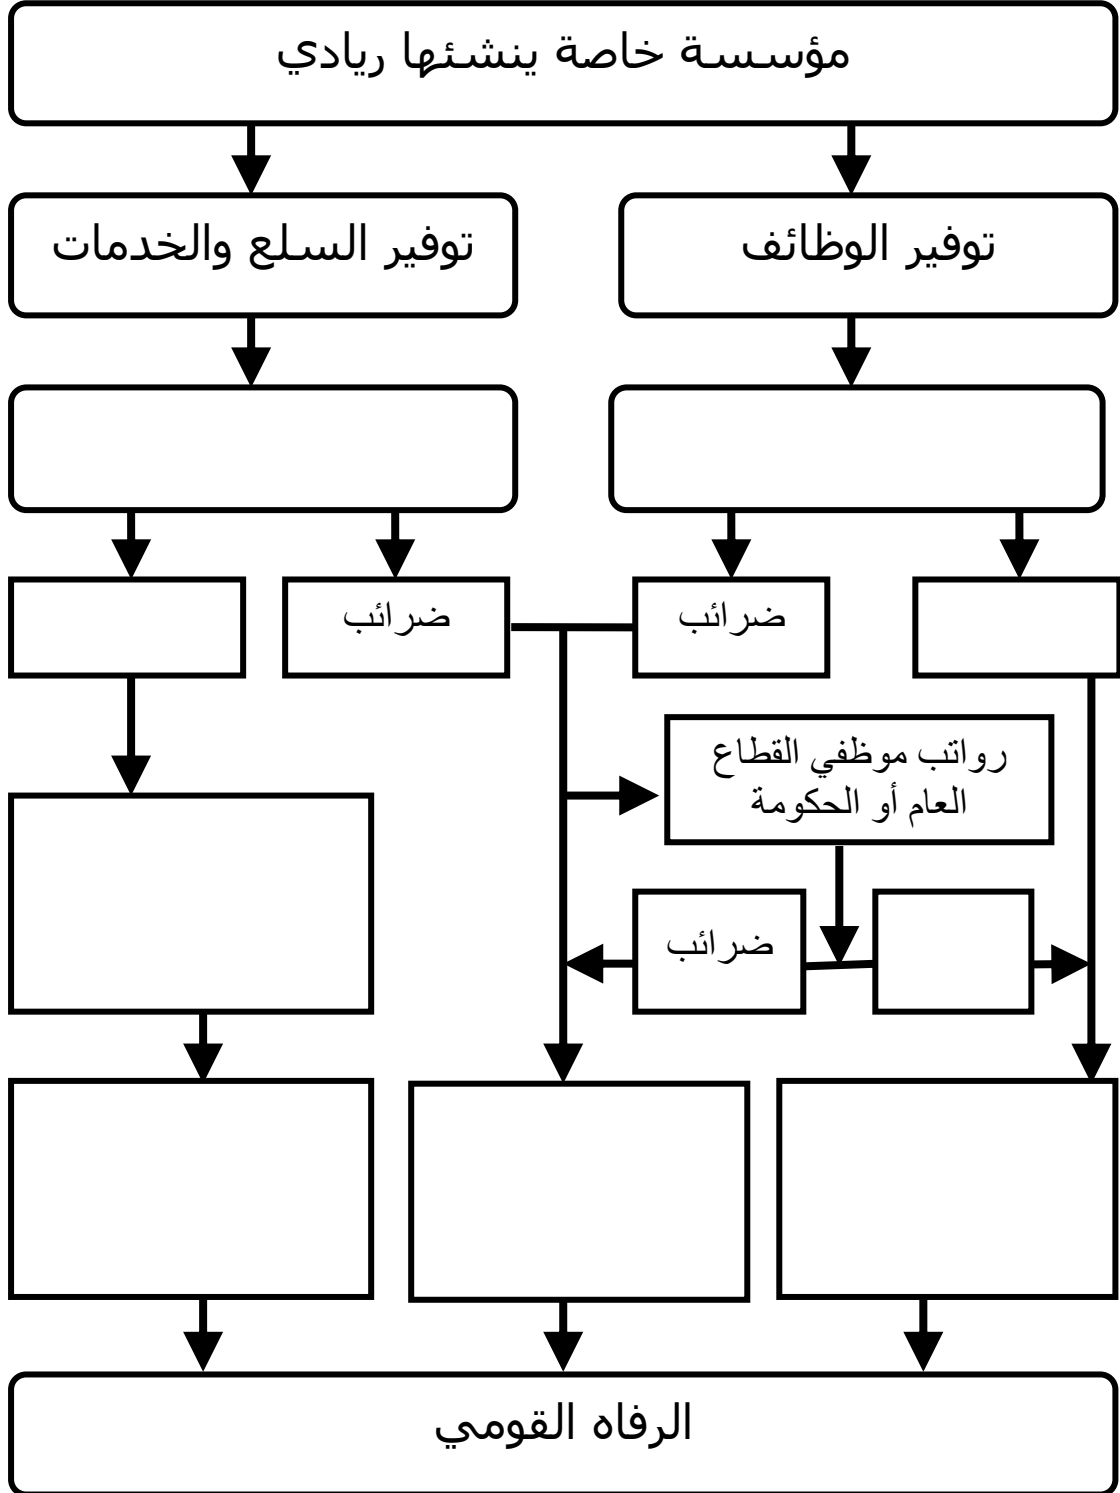 مؤسسة خاصة ينشئها ريادي
توفير الوظائف
توفير السلع والخدمات
ضرائب
ضرائب
رواتب موظفي القطاع
العام أو الحكومة
ضرائب
الرفاه القومي